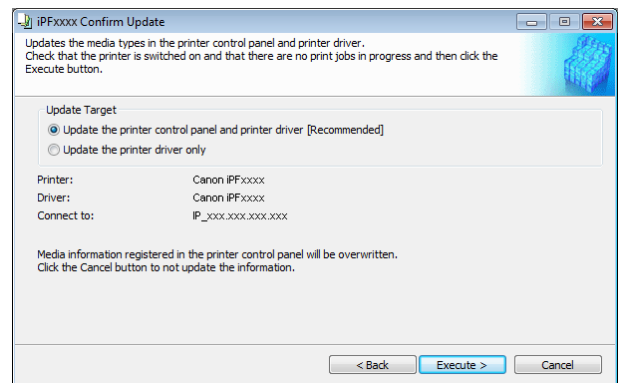 iPFxxxx Confirm Update
Updates the media types in the printer control panel and printer driver.
Check that the printer is switched on and that there are no print jobs in progress and then click the
Execute button.
Update Target
Update the printer control panel and printer driver [Recommended]
Update the printer driver only
Printer: Canon iPFxxxx
Driver: Canon iPFxxxx
Connect to: IP_xxx.xxx.xxx.xxx
Media information registered in the printer control panel will be overwritten.
Click the Cancel button to not update the information.
< Back Execute > Cancel